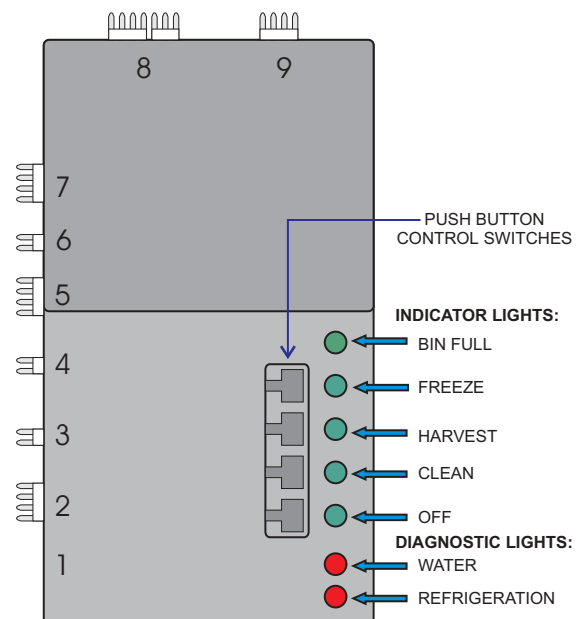 8
9
7
6
5
4
3
2
1
PUSH BUTTON
CONTROL SWITCHES
INDICATOR LIGHTS:
BIN FULL
FREEZE
HARVEST
CLEAN
OFF
DIAGNOSTIC LIGHTS:
WATER
REFRIGERATION